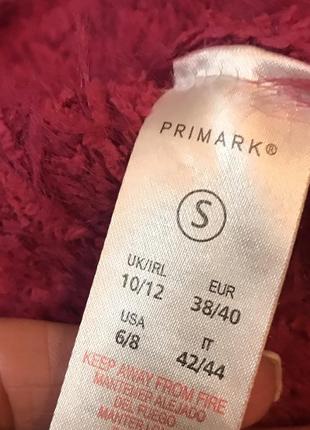 PRIMARK®
S
UK/IRL EUR
10/12 38/40
USA IT
6/8 42/44
KEEP AWAY FROM FIRE
MANTENER ALEJADO
DEL FUEGO